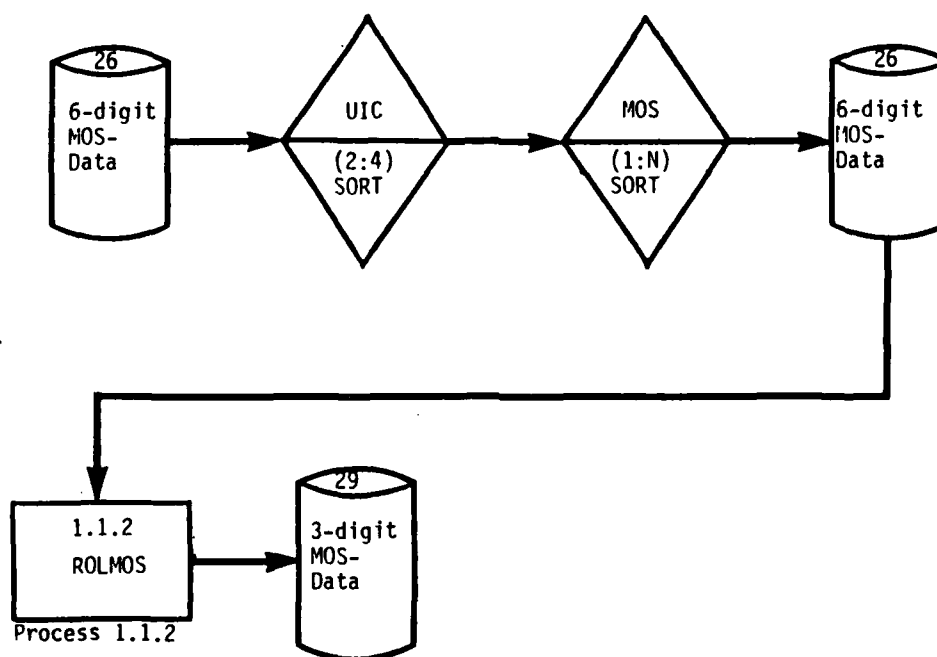 26
6-digit
MOS-
Data
UIC
(2:4)
SORT
MOS
(1:N)
SORT
26
6-digit
MOS-
Data
1.1.2
ROLMOS
Process 1.1.2
29
3-digit
MOS-
Data